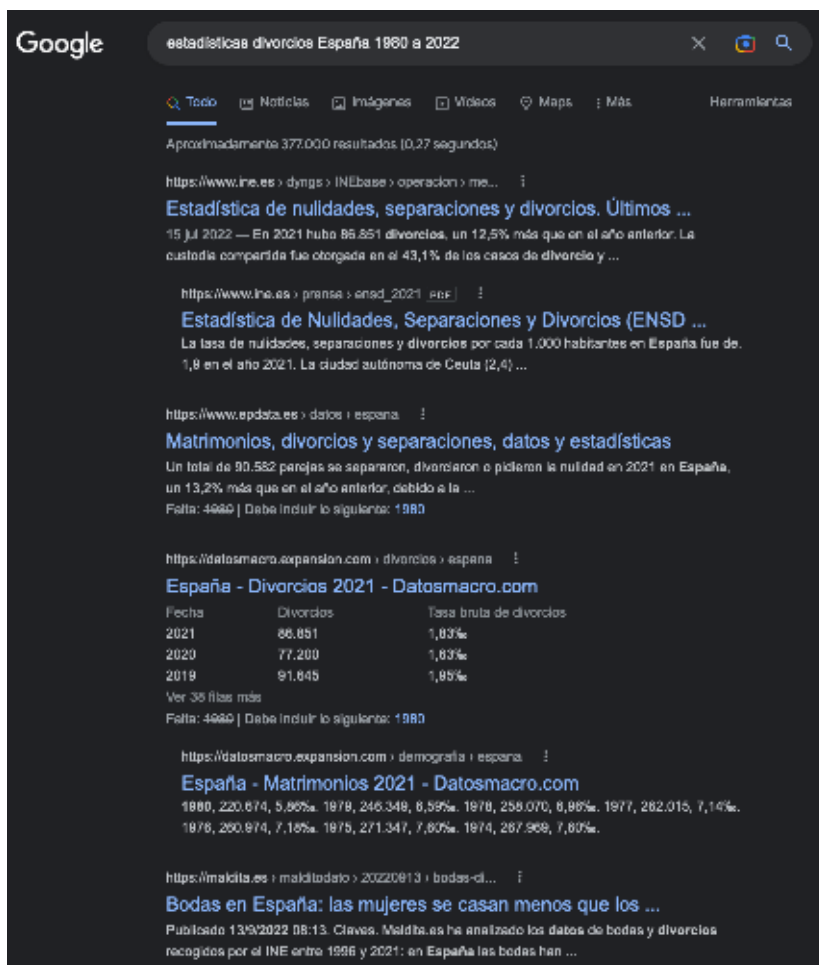 Google
estadísticas divorcios España 1980 a 2022
Todo Noticias Imágenes Vídeos Maps Más Herramientas
Aproximadamente 377.000 resultados (0,27 segundos)
https://www.ine.es › dyngs › INEbase › operacion › me...
Estadística de nulidades, separaciones y divorcios. Últimos ...
15 jul 2022 — En 2021 hubo 86.851 divorcios, un 12,5% más que en el año anterior. La
custodia compartida fue otorgada en el 43,1% de los casos de divorcio y ...
https://www.ine.es › prensa › ensd_2021 PDF
Estadística de Nulidades, Separaciones y Divorcios (ENSD ...
La tasa de nulidades, separaciones y divorcios por cada 1.000 habitantes en España fue de.
1,9 en el año 2021. La ciudad autónoma de Ceuta (2,4) ...
https://www.epdata.es › datos › espana
Matrimonios, divorcios y separaciones, datos y estadísticas
Un total de 90.582 parejas se separaron, divorciaron o pidieron la nulidad en 2021 en España,
un 13,2% más que en el año anterior, debido a la ...
Falta: 1980 | Debe incluir lo siguiente: 1980
https://datosmacro.expansion.com › divorcios › espana
España - Divorcios 2021 - Datosmacro.com
Fecha Divorcios Tasa bruta de divorcios
2021 86.851 1,83‰
2020 77.200 1,63‰
2019 91.645 1,95‰
Ver 38 filas más
Falta: 1980 | Debe incluir lo siguiente: 1980
https://datosmacro.expansion.com › demografia › espana
España - Matrimonios 2021 - Datosmacro.com
1980, 220.674, 5,86‰. 1979, 246.349, 6,59‰. 1978, 258.070, 6,98‰. 1977, 262.015, 7,14‰.
1976, 260.974, 7,18‰. 1975, 271.347, 7,60‰. 1974, 267.969, 7,60‰.
https://maldita.es › malditodato › 20220913 › bodas-di...
Bodas en España: las mujeres se casan menos que los ...
Publicado 13/9/2022 08:13. Claves. Maldita.es ha analizado los datos de bodas y divorcios
recogidos por el INE entre 1996 y 2021: en España las bodas han ...